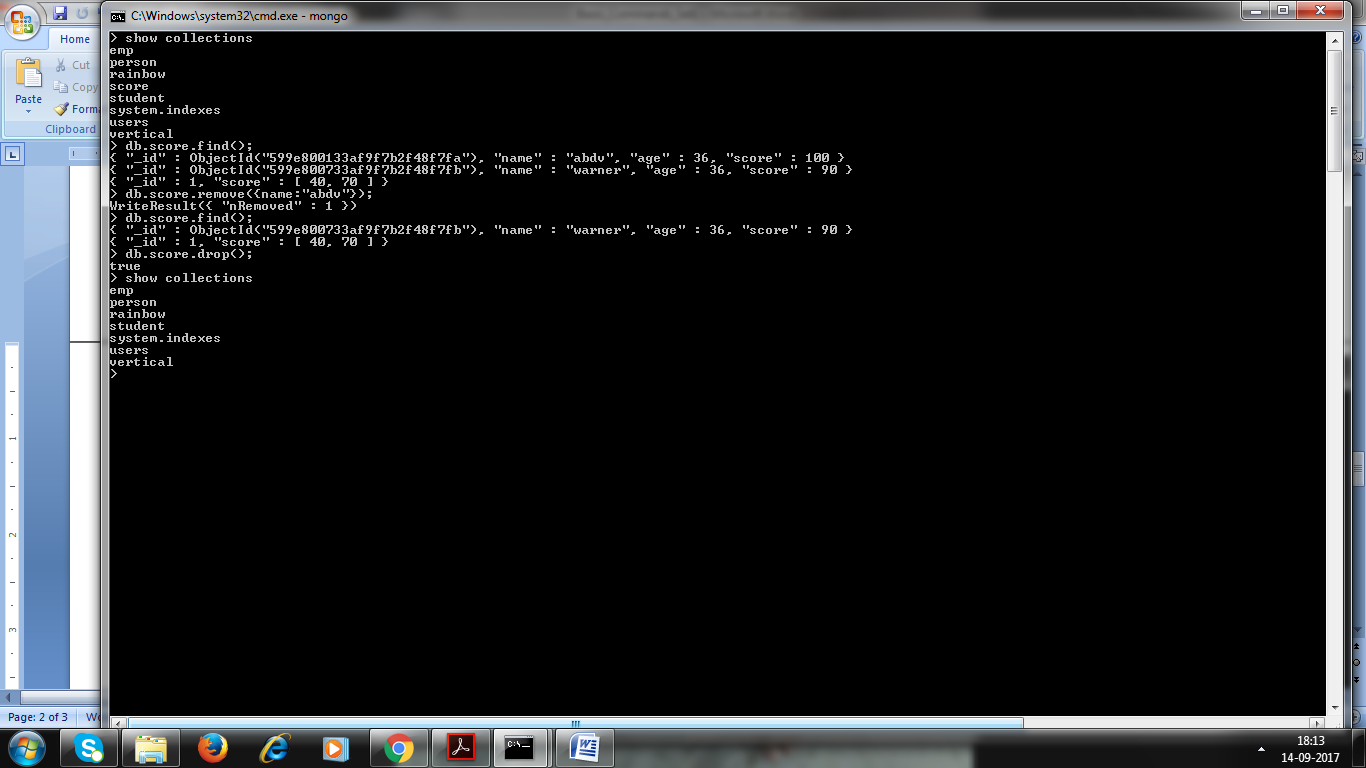 C:\Windows\system32\cmd.exe - mongo
Home
Cut
Copy
Paste
Forma
Clipboard
> show collections
emp
person
rainbow
score
student
system.indexes
users
vertical
> db.score.find();
{ "_id" : ObjectId("599e800133af9f7b2f48f7fa"), "name" : "abdv", "age" : 36, "score" : 100 }
{ "_id" : ObjectId("599e800733af9f7b2f48f7fb"), "name" : "warner", "age" : 36, "score" : 90 }
{ "_id" : 1, "score" : [ 40, 70 ] }
> db.score.remove({name:"abdv"});
WriteResult({ "nRemoved" : 1 })
> db.score.find();
{ "_id" : ObjectId("599e800733af9f7b2f48f7fb"), "name" : "warner", "age" : 36, "score" : 90 }
{ "_id" : 1, "score" : [ 40, 70 ] }
> db.score.drop();
true
> show collections
emp
person
rainbow
student
system.indexes
users
vertical
>
1
2
3
Page: 2 of 3
Wo
18:13
14-09-2017